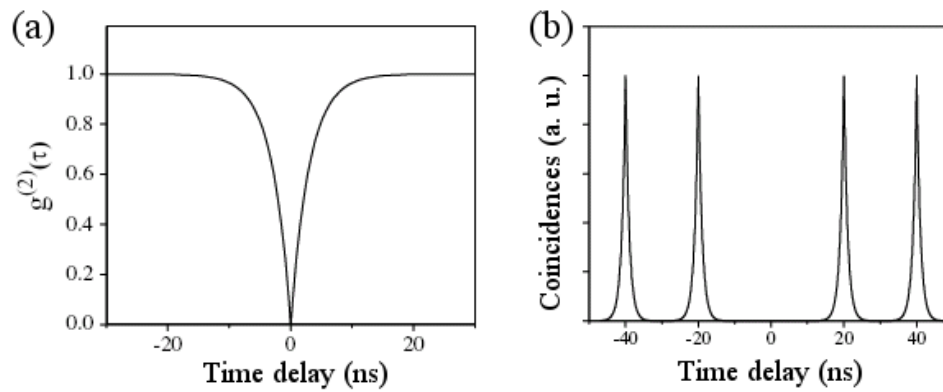 (a)
1.0
0.8
0.6
0.4
0.2
0.0
g⁽²⁾(τ)
-20
0
20
Time delay (ns)
(b)
Coincidences (a. u.)
-40
-20
0
20
40
Time delay (ns)